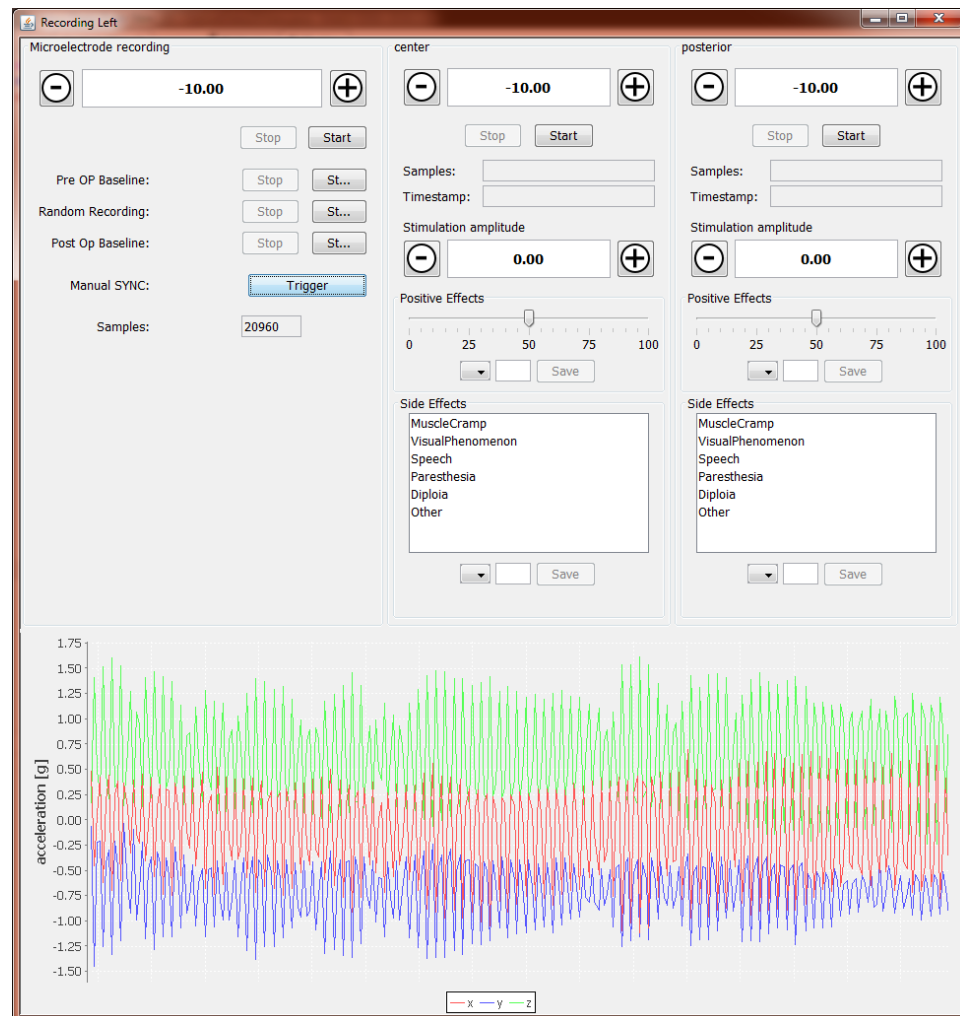 Recording Left
Microelectrode recording
-10.00
Stop Start
Pre OP Baseline: Stop St...
Random Recording: Stop St...
Post Op Baseline: Stop St...
Manual SYNC: Trigger
Samples: 20960
center
-10.00
Stop Start
Samples:
Timestamp:
Stimulation amplitude
0.00
Positive Effects
0 25 50 75 100
Save
Side Effects
MuscleCramp
VisualPhenomenon
Speech
Paresthesia
Diploia
Other
Save
posterior
-10.00
Stop Start
Samples:
Timestamp:
Stimulation amplitude
0.00
Positive Effects
0 25 50 75 100
Save
Side Effects
MuscleCramp
VisualPhenomenon
Speech
Paresthesia
Diploia
Other
Save
acceleration [g]
1.75
1.50
1.25
1.00
0.75
0.50
0.25
0.00
-0.25
-0.50
-0.75
-1.00
-1.25
-1.50
x y z